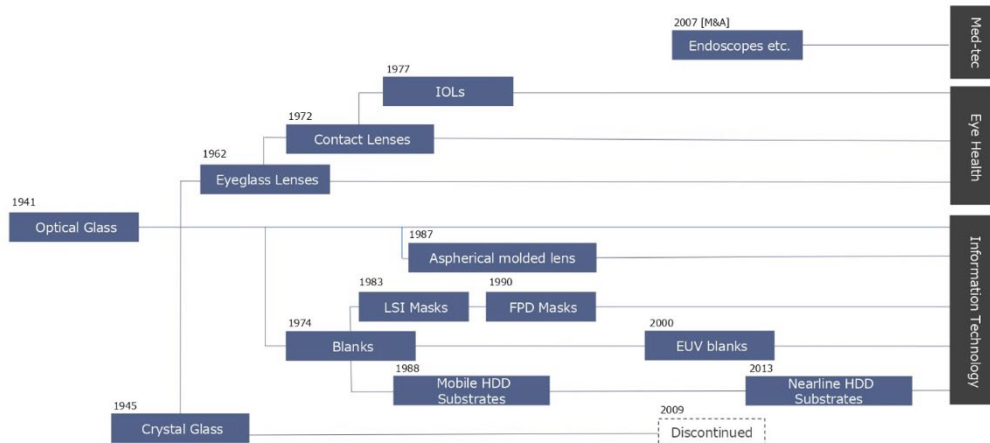 2007 [M&A]
Endoscopes etc.
Med-tec
1977
IOLs
1972
Contact Lenses
Eye Health
1962
Eyeglass Lenses
1941
Optical Glass
1987
Aspherical molded lens
Information Technology
1983
LSI Masks
1990
FPD Masks
1974
Blanks
2000
EUV blanks
1988
Mobile HDD
Substrates
2013
Nearline HDD
Substrates
1945
Crystal Glass
2009
Discontinued